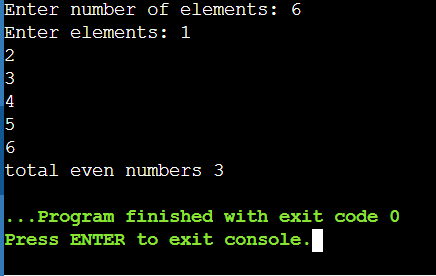 Enter number of elements: 6
Enter elements: 1
2
3
4
5
6
total even numbers 3
...Program finished with exit code 0
Press ENTER to exit console.